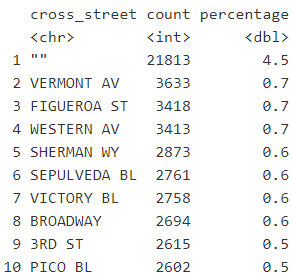 cross_street count percentage
<chr> <int> <dbl>
1 "" 21813 4.5
2 VERMONT AV 3633 0.7
3 FIGUEROA ST 3418 0.7
4 WESTERN AV 3413 0.7
5 SHERMAN WY 2873 0.6
6 SEPULVEDA BL 2761 0.6
7 VICTORY BL 2758 0.6
8 BROADWAY 2694 0.6
9 3RD ST 2615 0.5
10 PICO BL 2602 0.5